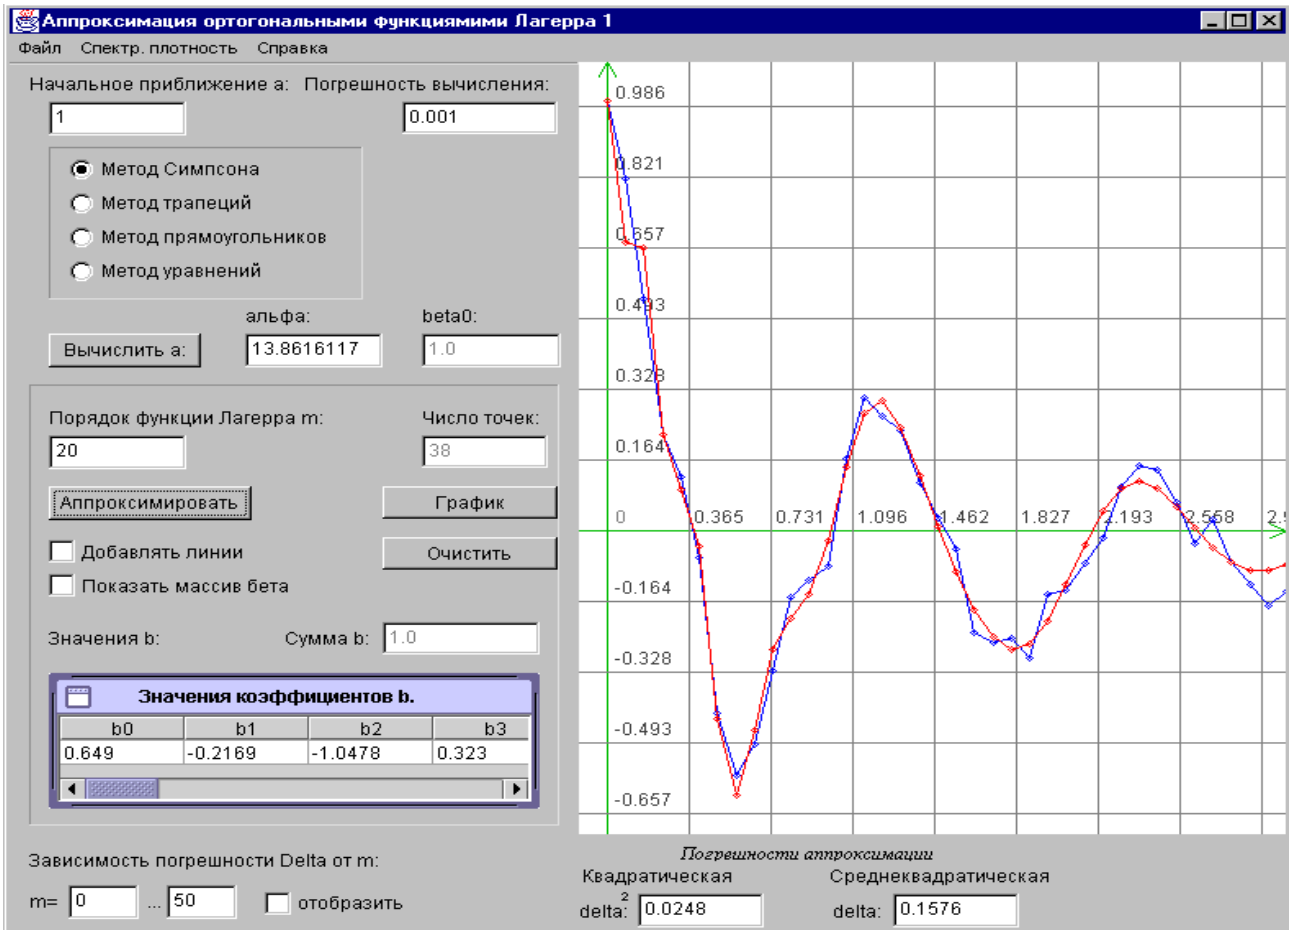 Аппроксимация ортогональными функциямими Лагерра 1
Файл Спектр. плотность Справка
Начальное приближение a: Погрешность вычисления:
1 0.001
Метод Симпсона
Метод трапеций
Метод прямоугольников
Метод уравнений
альфа: beta0:
Вычислить a: 13.8616117 1.0
Порядок функции Лагерра m: Число точек:
20 38
Аппроксимировать График
Добавлять линии Очистить
Показать массив бета
Значения b: Сумма b: 1.0
Значения коэффициентов b.
b0 b1 b2 b3
0.649 -0.2169 -1.0478 0.323
Зависимость погрешности Delta от m:
m= 0 ... 50 отобразить
0.986
0.821
0.657
0.493
0.328
0.164
0 0.365 0.731 1.096 1.462 1.827 2.193 2.558
-0.164
-0.328
-0.493
-0.657
Погрешности аппроксимации
Квадратическая Среднеквадратическая
2
delta: 0.0248 delta: 0.1576